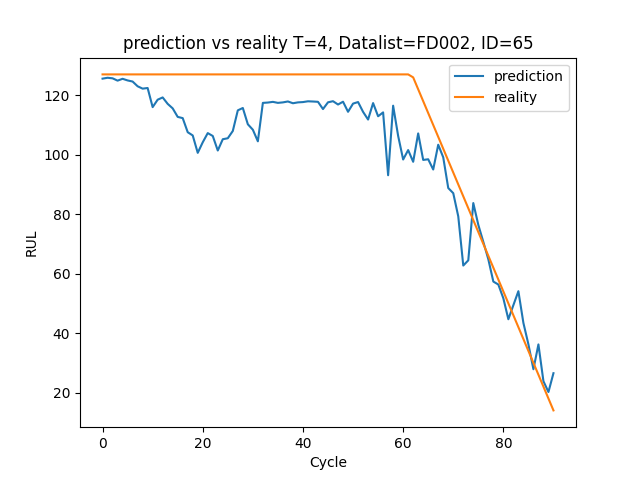 prediction vs reality T=4, Datalist=FD002, ID=65
prediction
reality
120
100
80
60
40
20
RUL
0 20 40 60 80
Cycle